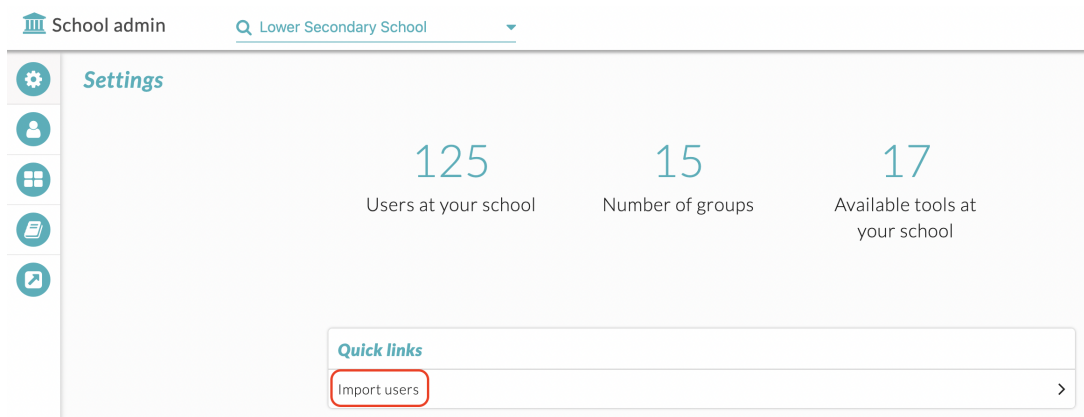 School admin
Lower Secondary School
Settings
125
Users at your school
15
Number of groups
17
Available tools at
your school
Quick links
Import users